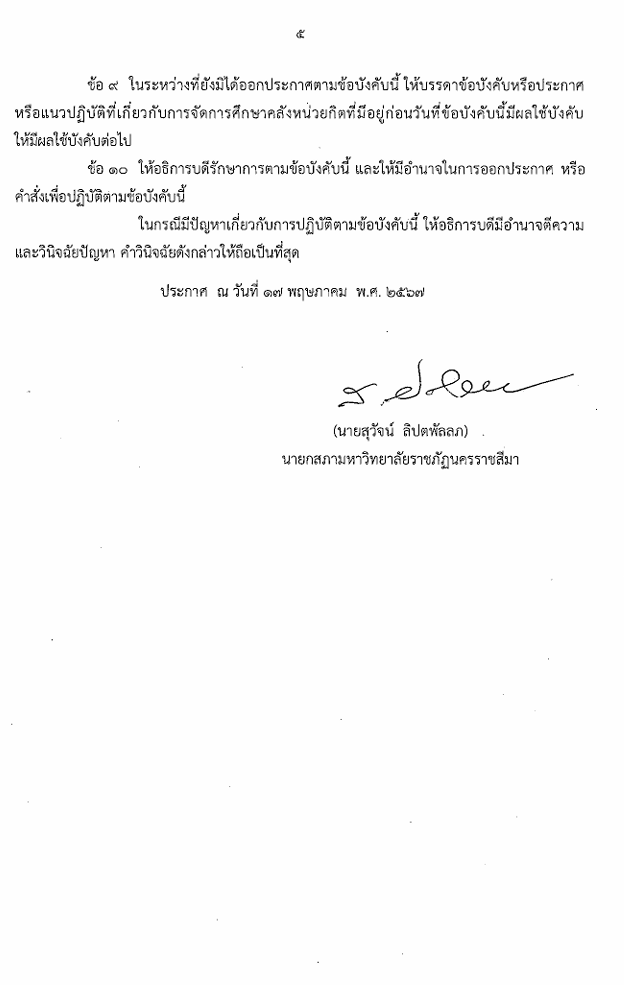 ๕
ข้อ ๙ ในระหว่างที่ยังมิได้ออกประกาศตามข้อบังคับนี้ ให้บรรดาข้อบังคับหรือประกาศ
หรือแนวปฏิบัติที่เกี่ยวกับการจัดการศึกษาคลังหน่วยกิตที่มีอยู่ก่อนวันที่ข้อบังคับนี้มีผลใช้บังคับ
ให้มีผลใช้บังคับต่อไป
ข้อ ๑๐ ให้อธิการบดีรักษาการตามข้อบังคับนี้ และให้มีอำนาจในการออกประกาศ หรือ
คำสั่งเพื่อปฏิบัติตามข้อบังคับนี้
ในกรณีมีปัญหาเกี่ยวกับการปฏิบัติตามข้อบังคับนี้ ให้อธิการบดีมีอำนาจตีความ
และวินิจฉัยปัญหา คำวินิจฉัยดังกล่าวให้ถือเป็นที่สุด
ประกาศ ณ วันที่ ๑๗ พฤษภาคม พ.ศ. ๒๕๖๗
(นายสุวัจน์ ลิปตพัลลภ)
นายกสภามหาวิทยาลัยราชภัฏนครราชสีมา